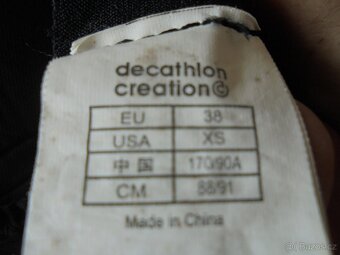 decathlon
creation©
EU 38
USA XS
中国 170/90A
CM 88/91
Made in China